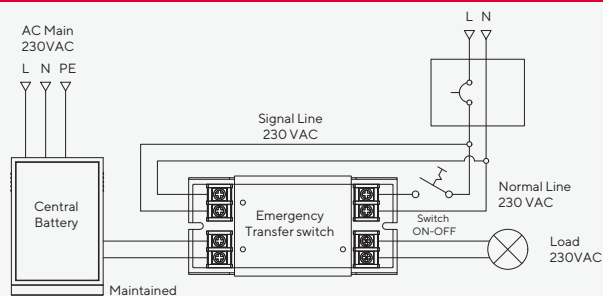 AC Main
230VAC
L N PE
L N
Signal Line
230 VAC
Central
Battery
Emergency
Transfer switch
Switch
ON-OFF
Normal Line
230 VAC
Load
230VAC
Maintained